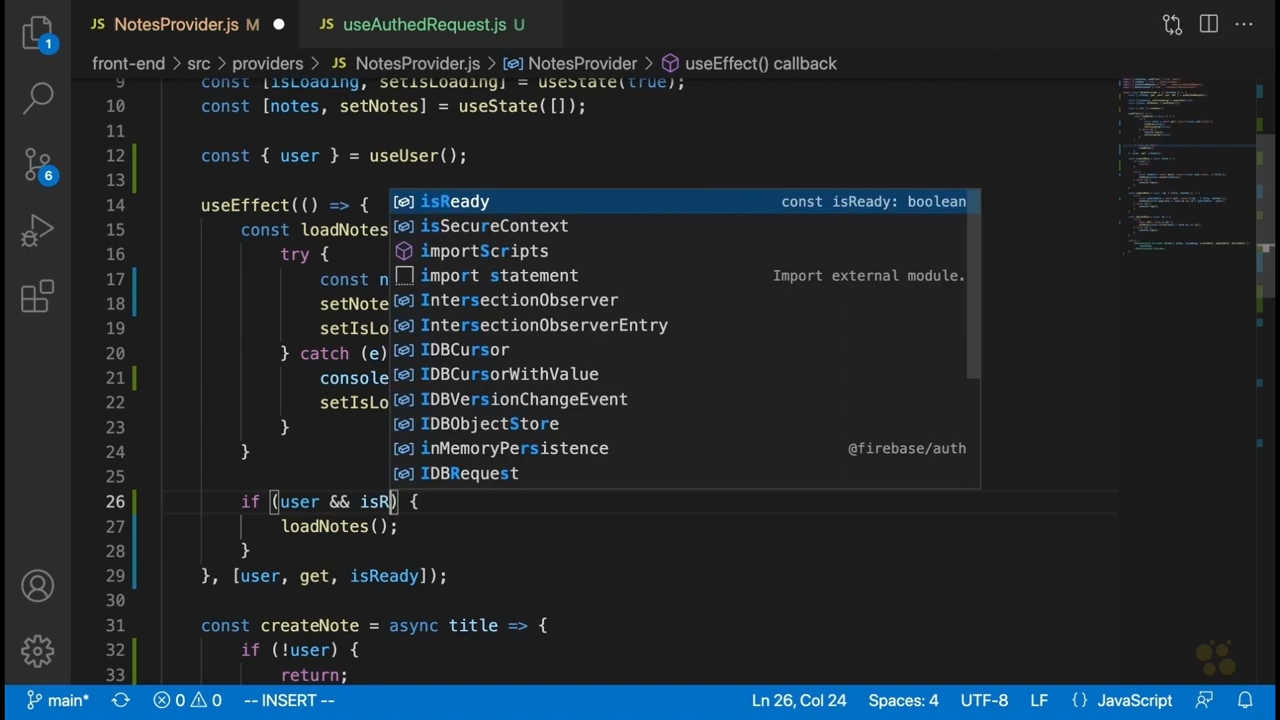 JS NotesProvider.js M
JS useAuthedRequest.js U
front-end > src > providers > JS NotesProvider.js > NotesProvider > useEffect() callback
9 const [isLoading, setIsLoading] = useState(true);
10 const [notes, setNotes] = useState([]);
11
12 const { user } = useUser();
13
14 useEffect(() => {
15 const loadNotes
16 try {
17 const n
18 setNote
19 setIsLo
20 } catch (e)
21 console
22 setIsLo
23 }
24 }
25
26 if (user && isR) {
27 loadNotes();
28 }
29 }, [user, get, isReady]);
30
31 const createNote = async title => {
32 if (!user) {
33 return;
isReady const isReady: boolean
isSecureContext
importScripts
import statement Import external module.
IntersectionObserver
IntersectionObserverEntry
IDBCursor
IDBCursorWithValue
IDBVersionChangeEvent
IDBObjectStore
inMemoryPersistence @firebase/auth
IDBRequest
1
6
main* 0 0 -- INSERT -- Ln 26, Col 24 Spaces: 4 UTF-8 LF {} JavaScript